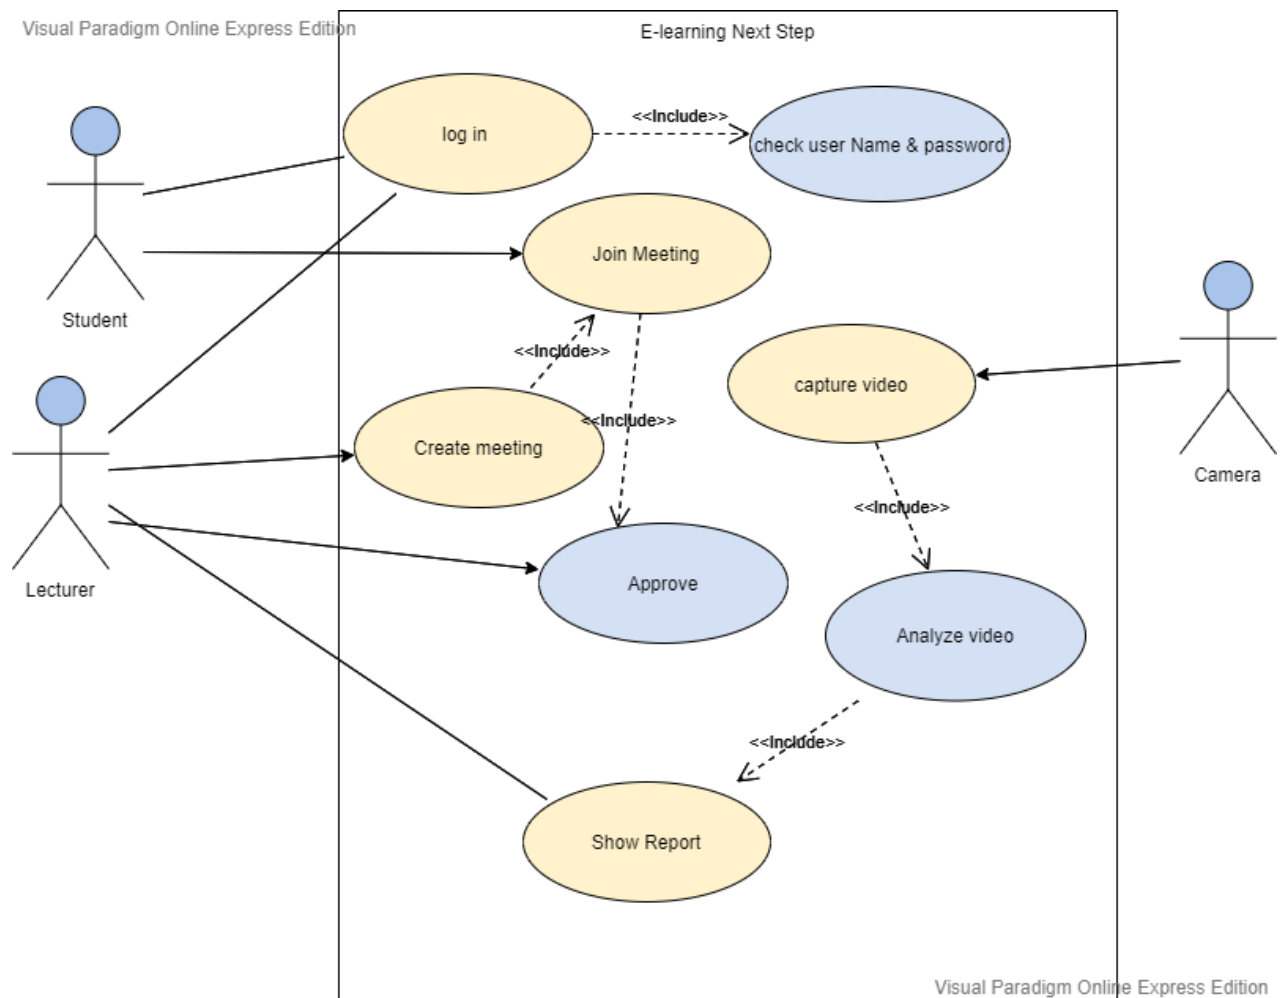 Visual Paradigm Online Express Edition
E-learning Next Step
log in
<<Include>>
check user Name & password
Join Meeting
Student
<<Include>>
capture video
<<Include>>
Create meeting
Camera
<<Include>>
Approve
Lecturer
Analyze video
<<Include>>
Show Report
Visual Paradigm Online Express Edition